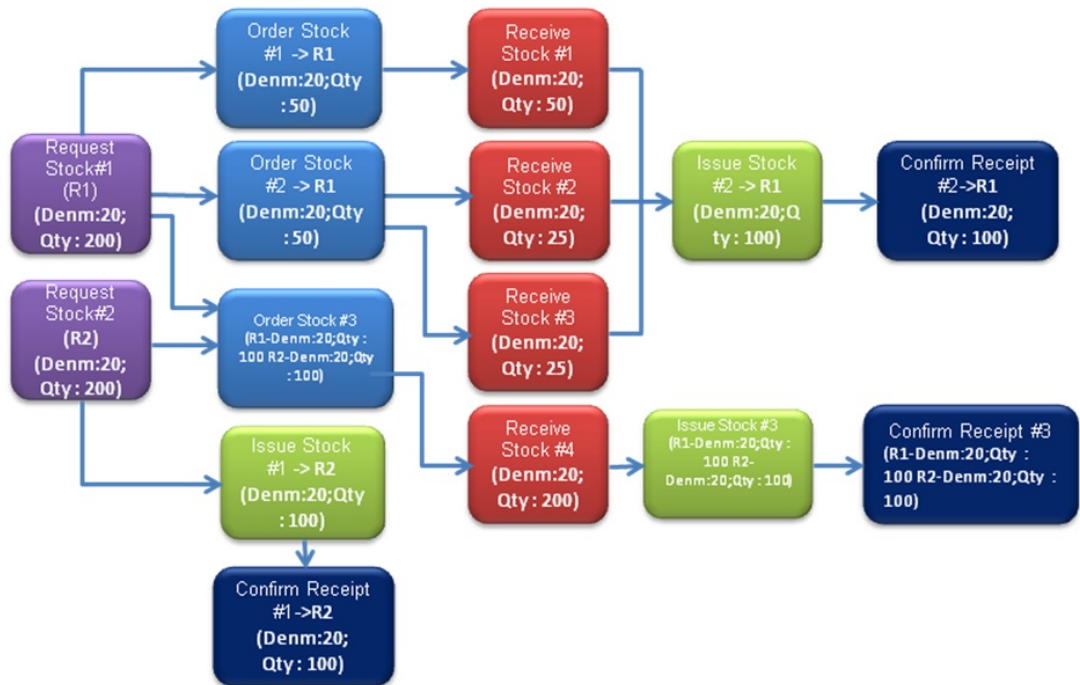 Order Stock
#1 -> R1
(Denm:20;Qty
: 50)
Receive
Stock #1
(Denm:20;
Qty : 50)
Request
Stock#1
(R1)
(Denm:20;
Qty : 200)
Order Stock
#2 -> R1
(Denm:20;Qty
: 50)
Receive
Stock #2
(Denm:20;
Qty : 25)
Issue Stock
#2 -> R1
(Denm:20;Q
ty : 100)
Confirm Receipt
#2->R1
(Denm:20;
Qty : 100)
Request
Stock#2
(R2)
(Denm:20;
Qty : 200)
Order Stock #3
(R1-Denm:20;Qty :
100 R2-Denm:20;Qty
: 100)
Receive
Stock #3
(Denm:20;
Qty : 25)
Issue Stock
#1 -> R2
(Denm:20;Qty
: 100)
Receive
Stock #4
(Denm:20;
Qty : 200)
Issue Stock #3
(R1-Denm:20;Qty :
100 R2-
Denm:20;Qty : 100)
Confirm Receipt #3
(R1-Denm:20;Qty :
100 R2-Denm:20;Qty :
100)
Confirm Receipt
#1 ->R2
(Denm:20;
Qty : 100)